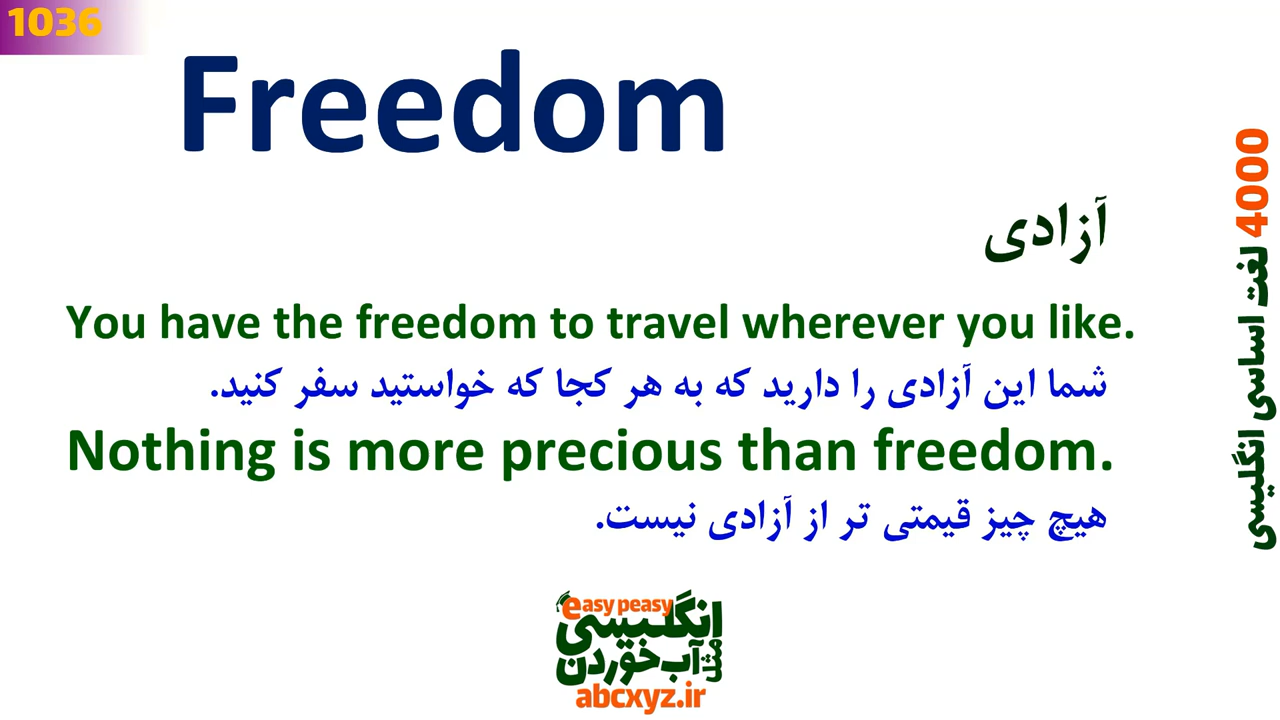 1036
Freedom
آزادی
You have the freedom to travel wherever you like.
شما این آزادی را دارید که به هر کجا که خواستید سفر کنید.
Nothing is more precious than freedom.
هیچ چیز قیمتی تر از آزادی نیست.
4000 لغت اساسی انگلیسی
easy peasy
انگلیسی
مثل آب خوردن
abcxyz.ir